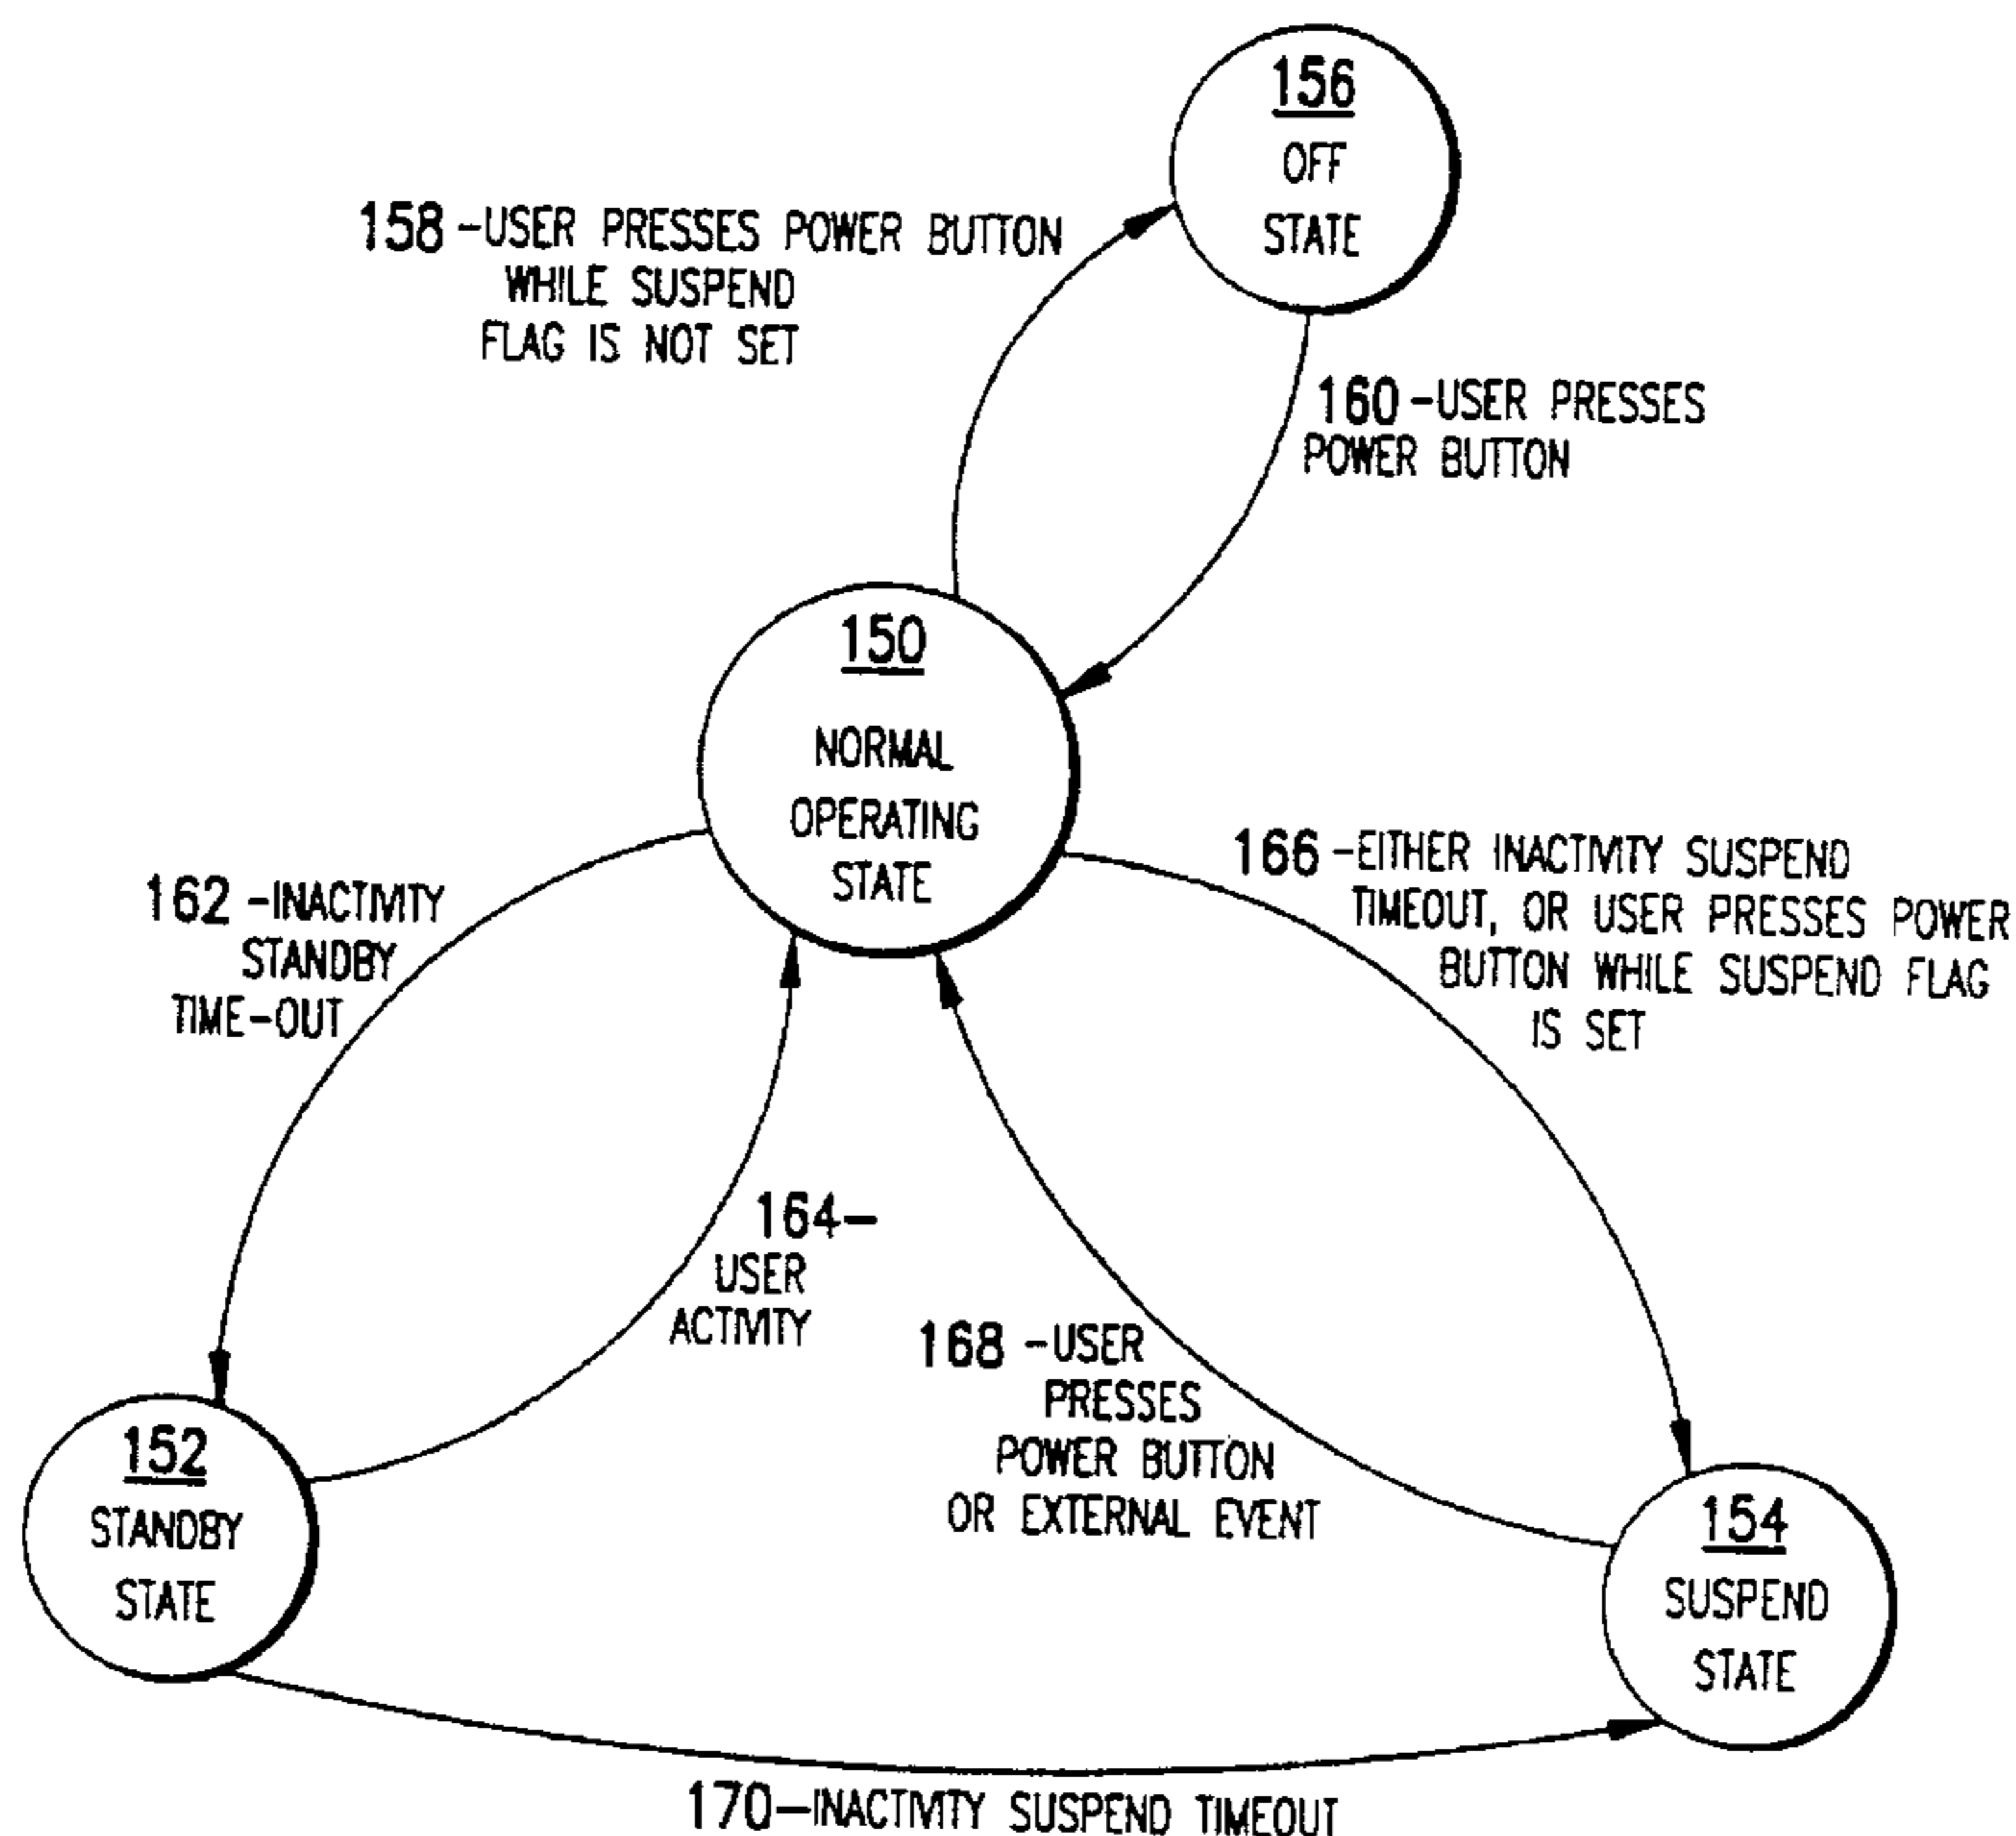 156
OFF
STATE
158 -USER PRESSES POWER BUTTON
WHILE SUSPEND
FLAG IS NOT SET
160 -USER PRESSES
POWER BUTTON
150
NORMAL
OPERATING
STATE
162 -INACTIVITY
STANDBY
TIME-OUT
166 -EITHER INACTIVITY SUSPEND
TIMEOUT, OR USER PRESSES POWER
BUTTON WHILE SUSPEND FLAG
IS SET
164-
USER
ACTIVITY
168 -USER
PRESSES
POWER BUTTON
OR EXTERNAL EVENT
152
STANDBY
STATE
154
SUSPEND
STATE
170-INACTIVITY SUSPEND TIMEOUT